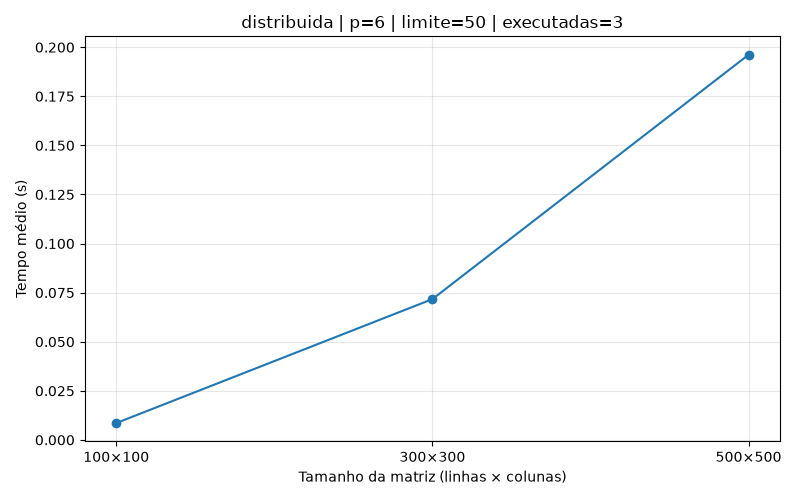 distribuida | p=6 | limite=50 | executadas=3
Tempo médio (s)
0.200
0.175
0.150
0.125
0.100
0.075
0.050
0.025
0.000
100×100 300×300 500×500
Tamanho da matriz (linhas × colunas)